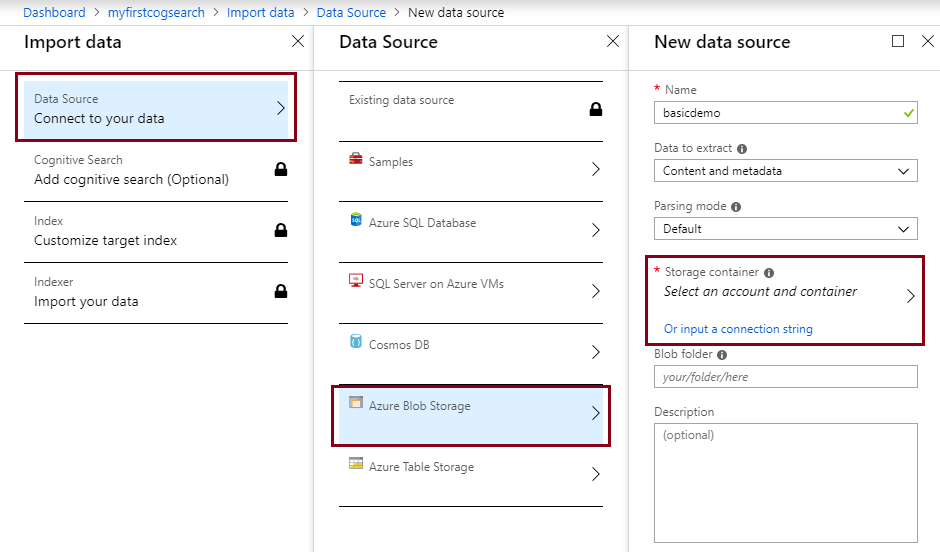 Dashboard > myfirstcogsearch > Import data > Data Source > New data source
Import data
Data Source
Connect to your data
Cognitive Search
Add cognitive search (Optional)
Index
Customize target index
Indexer
Import your data
Data Source
Existing data source
Samples
SQL
Azure SQL Database
SQL
SQL Server on Azure VMs
Cosmos DB
Azure Blob Storage
Azure Table Storage
New data source
* Name
basicdemo
Data to extract
Content and metadata
Parsing mode
Default
* Storage container
Select an account and container
Or input a connection string
Blob folder
your/folder/here
Description
(optional)